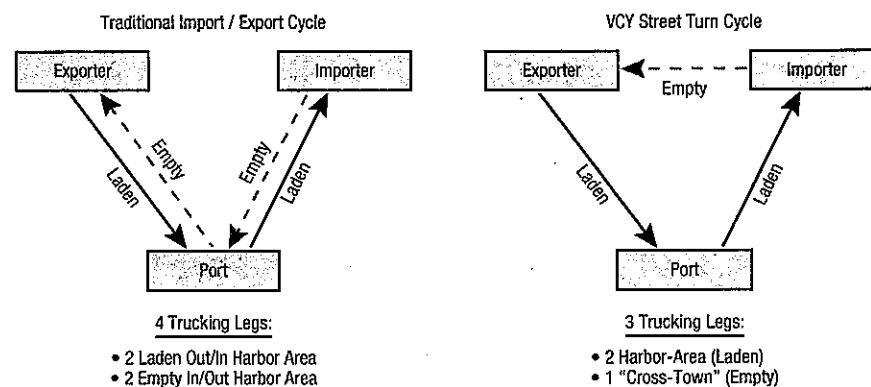 Traditional Import / Export Cycle
Exporter
Importer
Empty
Empty
Laden
Laden
Port
4 Trucking Legs:
• 2 Laden Out/In Harbor Area
• 2 Empty In/Out Harbor Area
VCY Street Turn Cycle
Exporter
Importer
Empty
Laden
Laden
Port
3 Trucking Legs:
• 2 Harbor-Area (Laden)
• 1 "Cross-Town" (Empty)